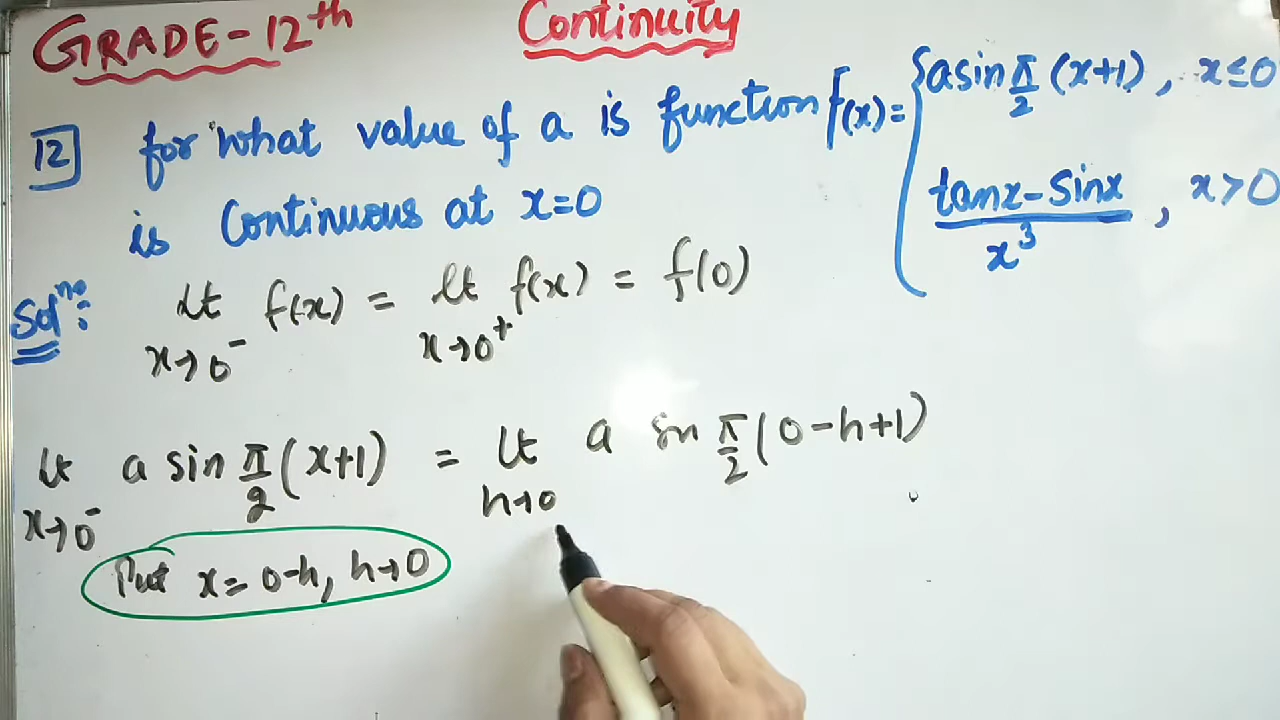 GRADE-12th
Continuity
12 for what value of a is function f(x)= { a sin π/2 (x+1), x≤0
tanx-Sinx / x³, x>0
is Continuous at x=0
Solno:
lt x→0⁻ f(x) = lt x→0⁺ f(x) = f(0)
lt x→0⁻ a sin π/2 (x+1) = lt h→0 a sin π/2 (0-h+1)
Put x=0-h, h→0